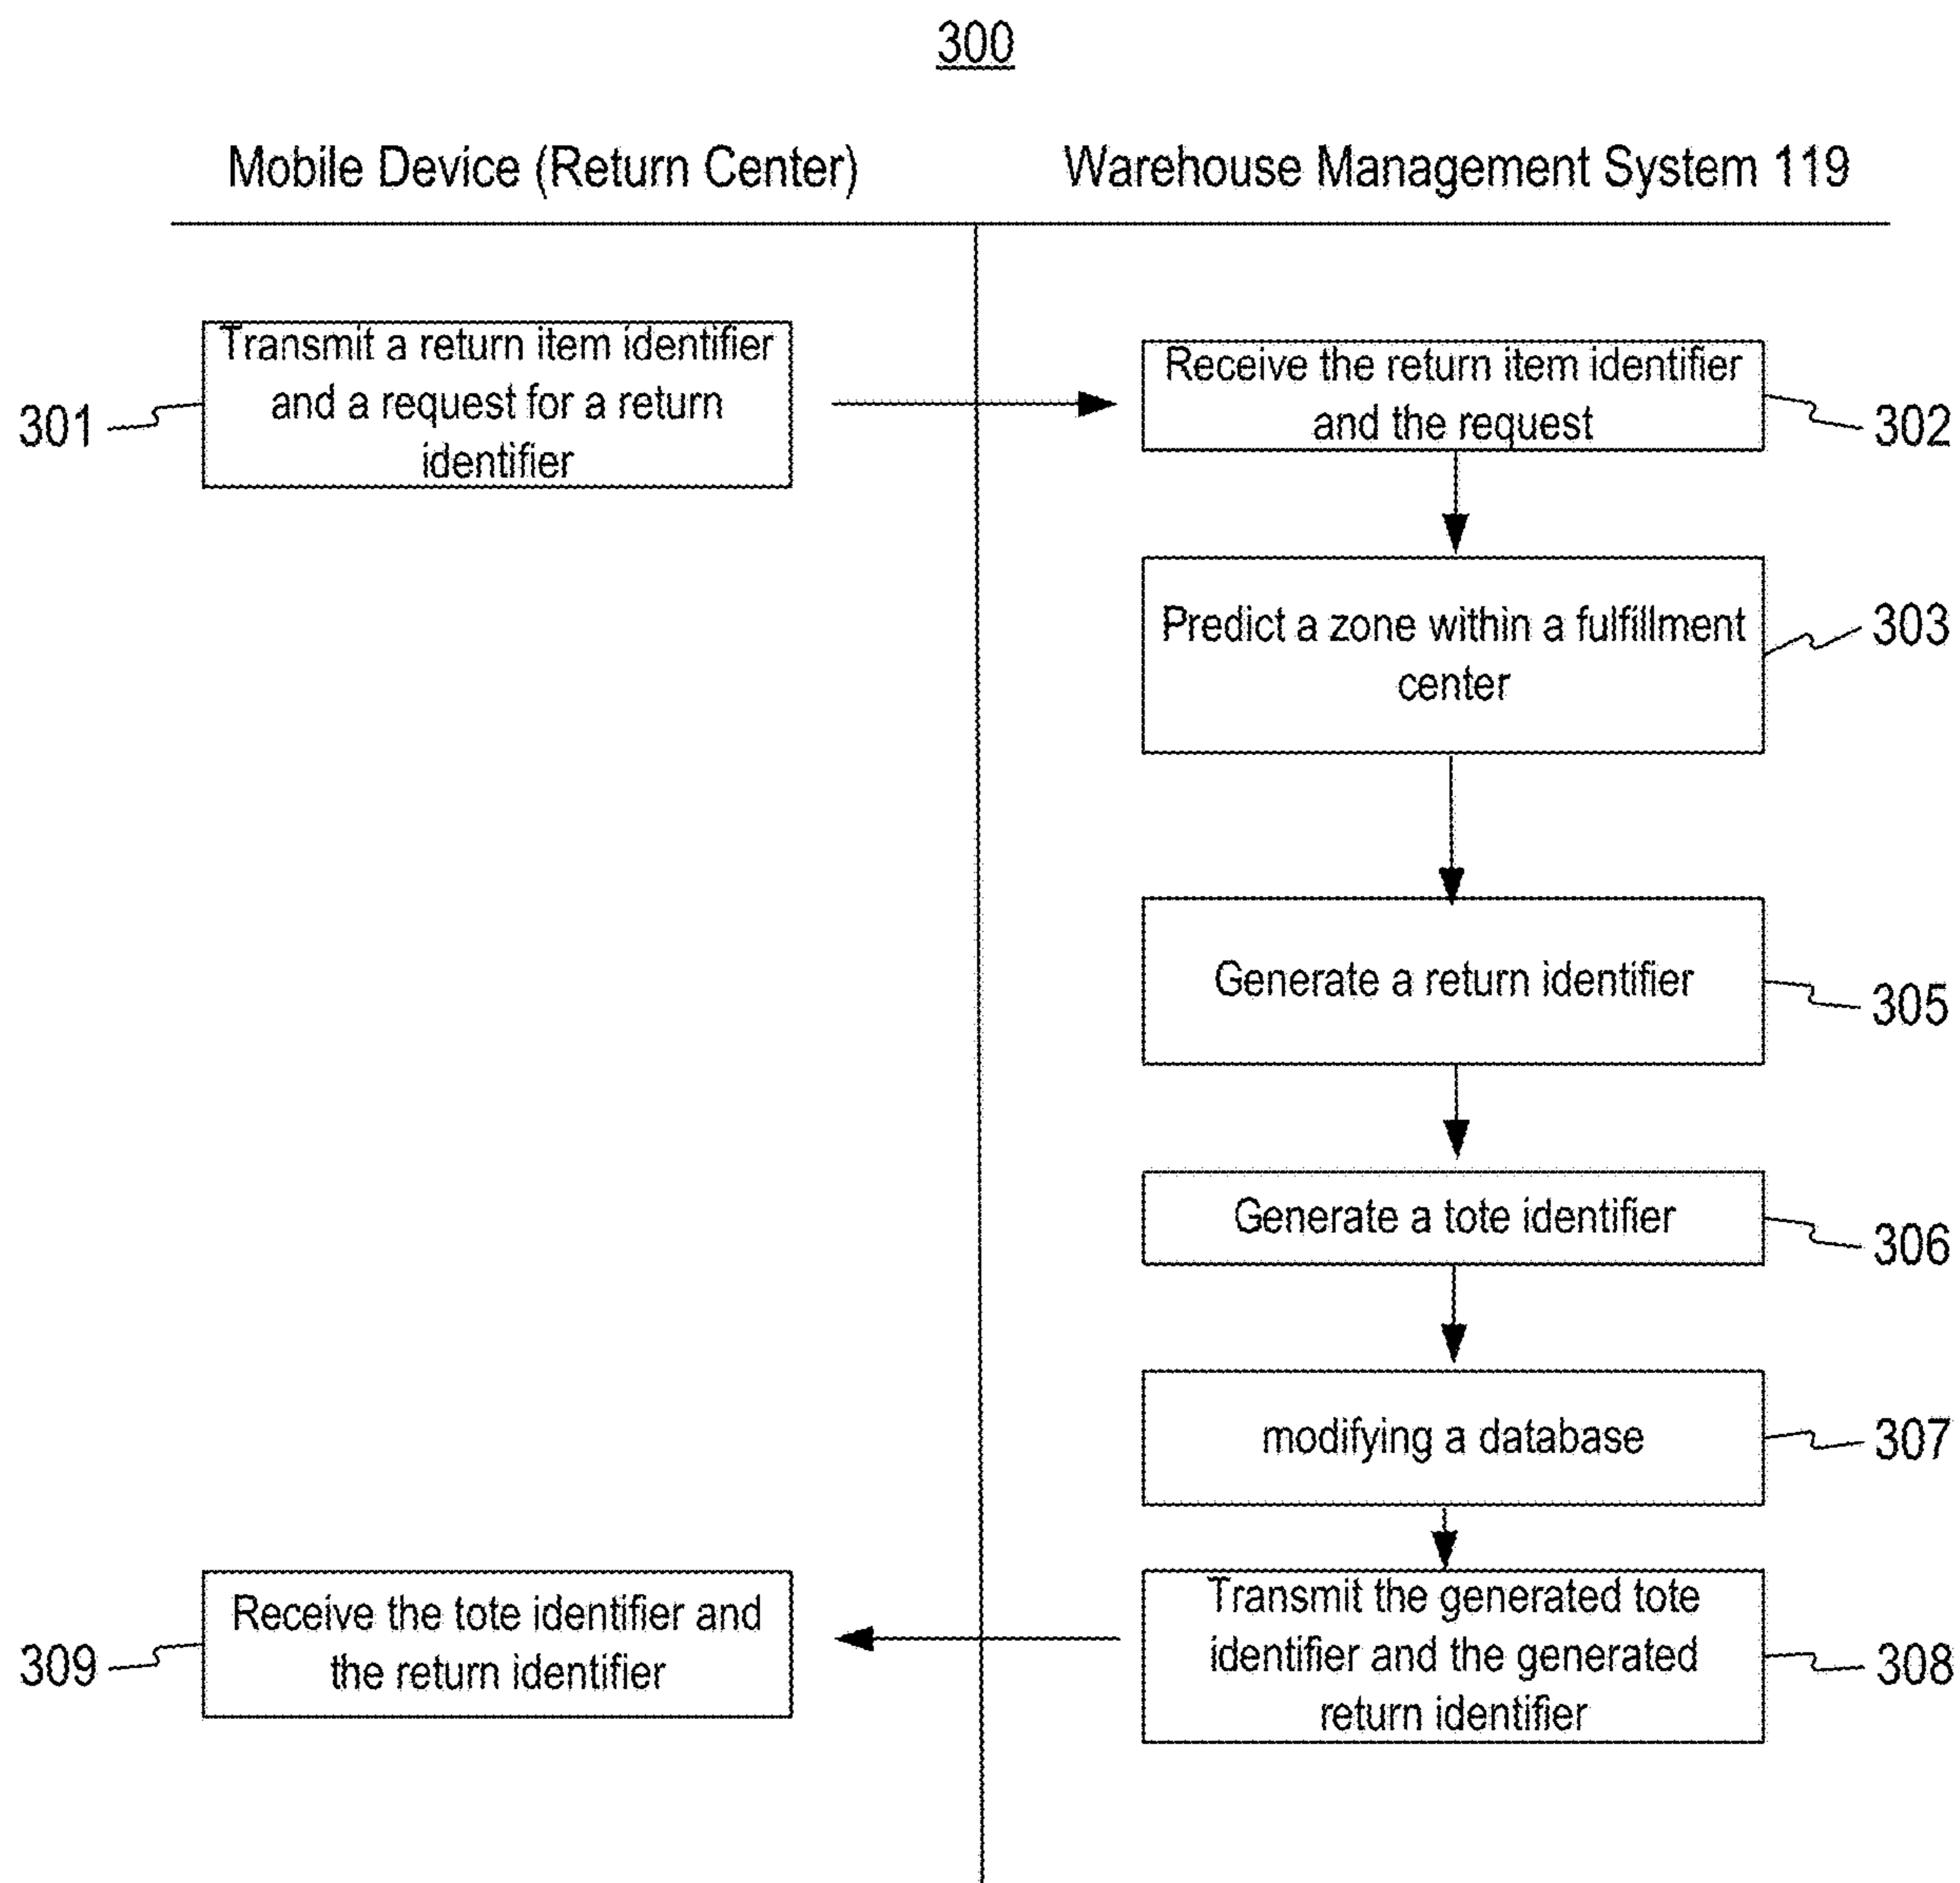 300
Mobile Device (Return Center)
Warehouse Management System 119
Transmit a return item identifier
and a request for a return
identifier
301
Receive the return item identifier
and the request
302
Predict a zone within a fulfillment
center
303
Generate a return identifier
305
Generate a tote identifier
306
modifying a database
307
Receive the tote identifier and
the return identifier
309
Transmit the generated tote
identifier and the generated
return identifier
308